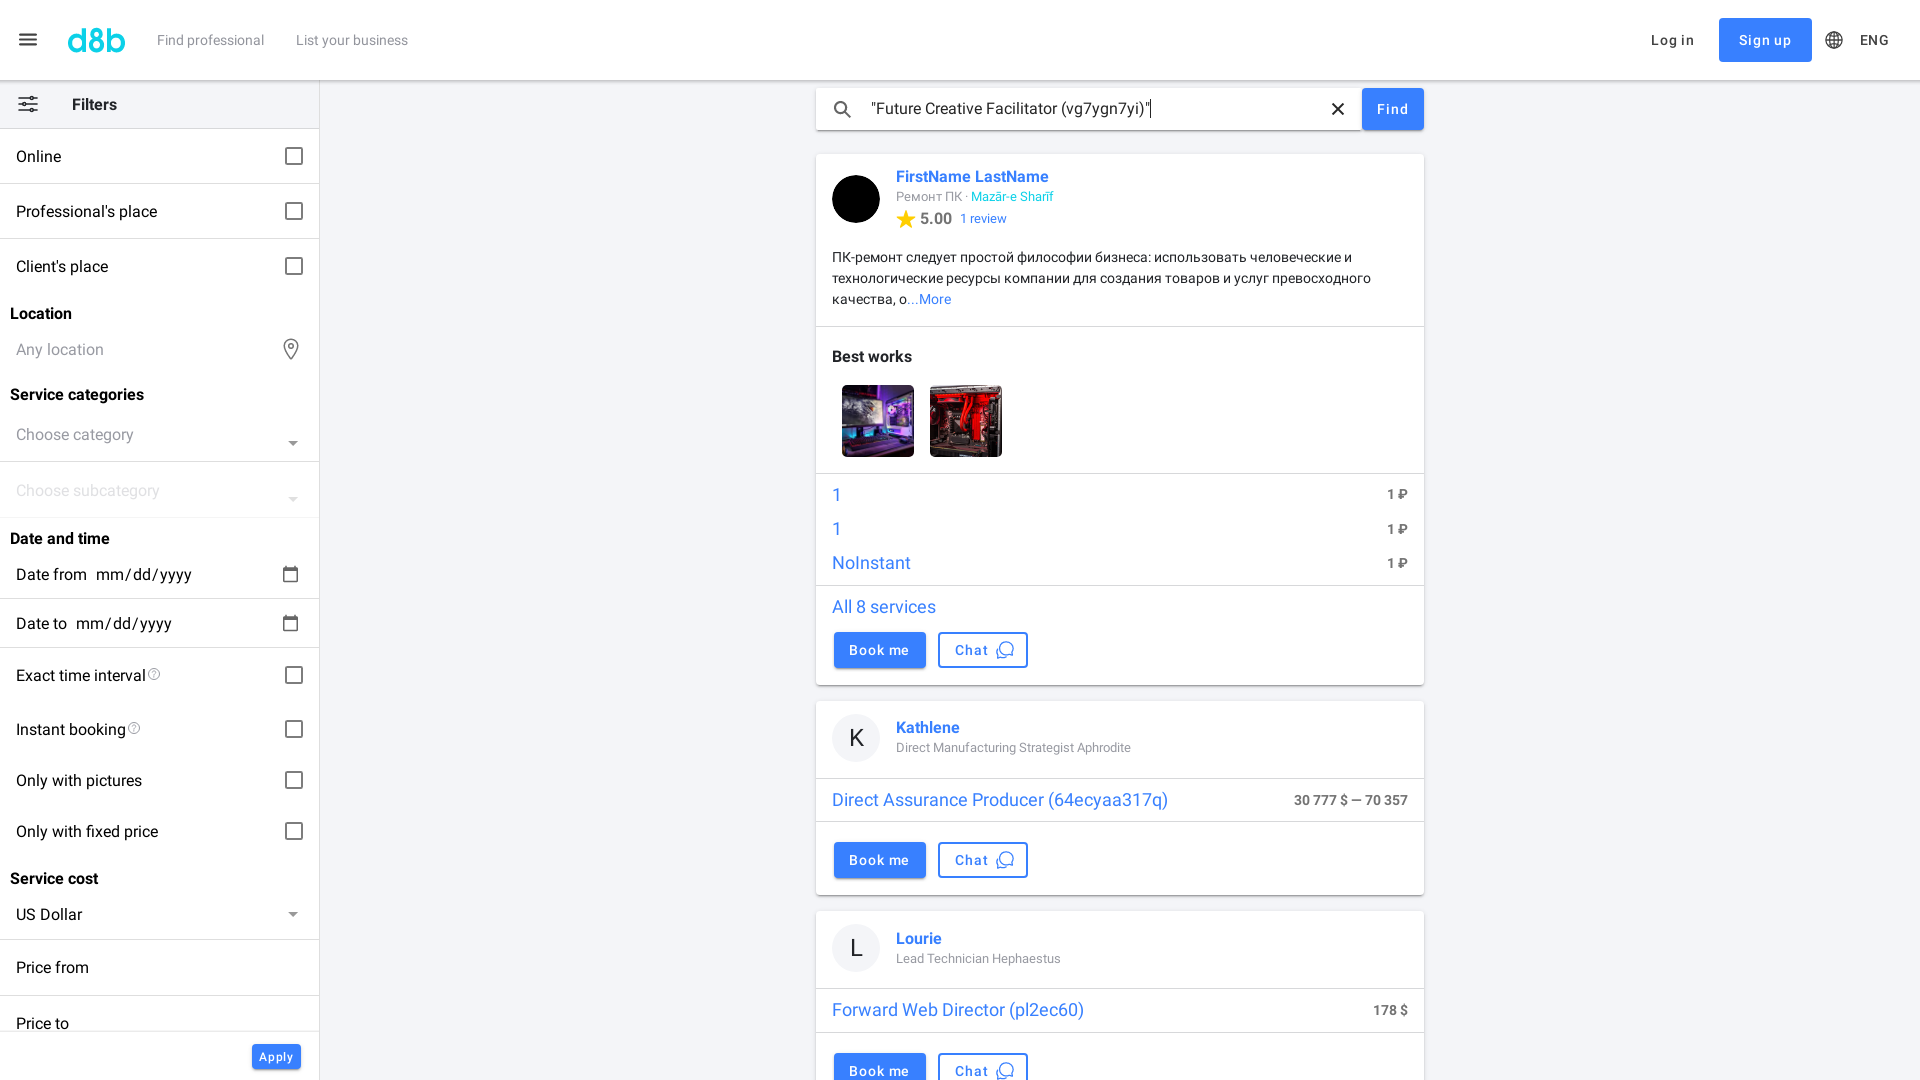 d8b
Find professional
List your business
Log in
Sign up
ENG
Filters
Online
Professional's place
Client's place
Location
Any location
Service categories
Choose category
Choose subcategory
Date and time
Date from mm/dd/yyyy
Date to mm/dd/yyyy
Exact time interval
Instant booking
Only with pictures
Only with fixed price
Service cost
US Dollar
Price from
Price to
Apply
"Future Creative Facilitator (vg7ygn7yi)"
Find
FirstName LastName
Ремонт ПК · Mazār-e Sharīf
5.00 1 review
ПК-ремонт следует простой философии бизнеса: использовать человеческие и
технологические ресурсы компании для создания товаров и услуг превосходного
качества, о...More
Best works
1 1 ₽
1 1 ₽
NoInstant 1 ₽
All 8 services
Book me
Chat
K
Kathlene
Direct Manufacturing Strategist Aphrodite
Direct Assurance Producer (64ecyaa317q) 30 777 $ — 70 357
Book me
Chat
L
Lourie
Lead Technician Hephaestus
Forward Web Director (pl2ec60) 178 $
Book me
Chat